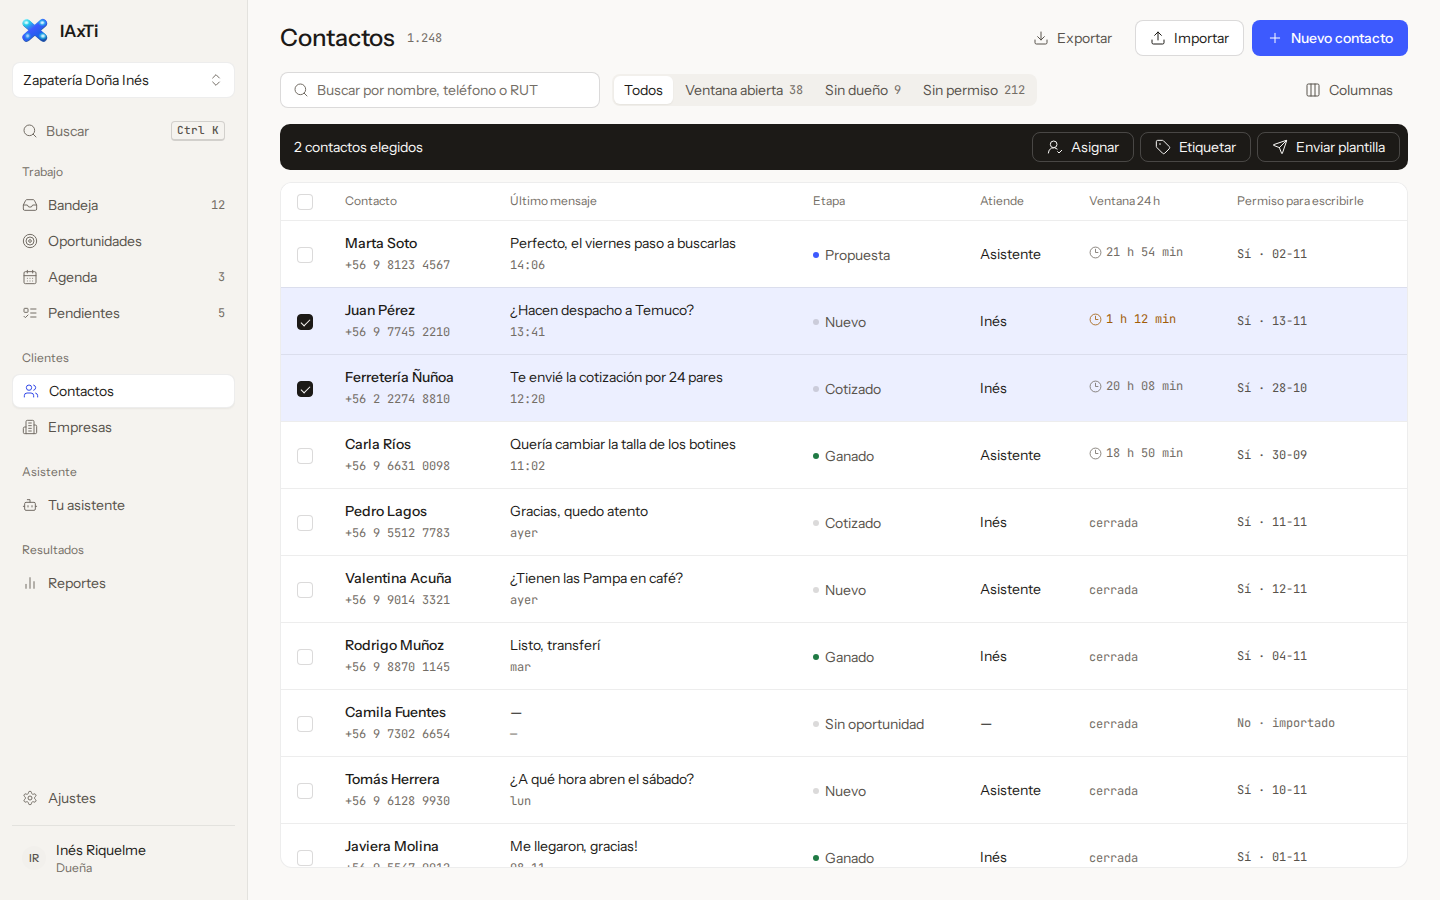 IAxTi
Zapatería Doña Inés
Buscar Ctrl K
Trabajo
Bandeja 12
Oportunidades
Agenda 3
Pendientes 5
Clientes
Contactos
Empresas
Asistente
Tu asistente
Resultados
Reportes
Ajustes
IR
Inés Riquelme
Dueña
Contactos 1.248
Exportar
Importar
Nuevo contacto
Buscar por nombre, teléfono o RUT
Todos
Ventana abierta 38
Sin dueño 9
Sin permiso 212
Columnas
2 contactos elegidos
Asignar
Etiquetar
Enviar plantilla
Contacto Último mensaje Etapa Atiende Ventana 24 h Permiso para escribirle
Marta Soto Perfecto, el viernes paso a buscarlas Propuesta Asistente 21 h 54 min Sí · 02-11
+56 9 8123 4567 14:06
Juan Pérez ¿Hacen despacho a Temuco? Nuevo Inés 1 h 12 min Sí · 13-11
+56 9 7745 2210 13:41
Ferretería Ñuñoa Te envié la cotización por 24 pares Cotizado Inés 20 h 08 min Sí · 28-10
+56 2 2274 8810 12:20
Carla Ríos Quería cambiar la talla de los botines Ganado Asistente 18 h 50 min Sí · 30-09
+56 9 6631 0098 11:02
Pedro Lagos Gracias, quedo atento Cotizado Inés cerrada Sí · 11-11
+56 9 5512 7783 ayer
Valentina Acuña ¿Tienen las Pampa en café? Nuevo Asistente cerrada Sí · 12-11
+56 9 9014 3321 ayer
Rodrigo Muñoz Listo, transferí Ganado Inés cerrada Sí · 04-11
+56 9 8870 1145 mar
Camila Fuentes — Sin oportunidad — cerrada No · importado
+56 9 7302 6654 —
Tomás Herrera ¿A qué hora abren el sábado? Nuevo Asistente cerrada Sí · 10-11
+56 9 6128 9930 lun
Javiera Molina Me llegaron, gracias! Ganado Inés cerrada Sí · 01-11